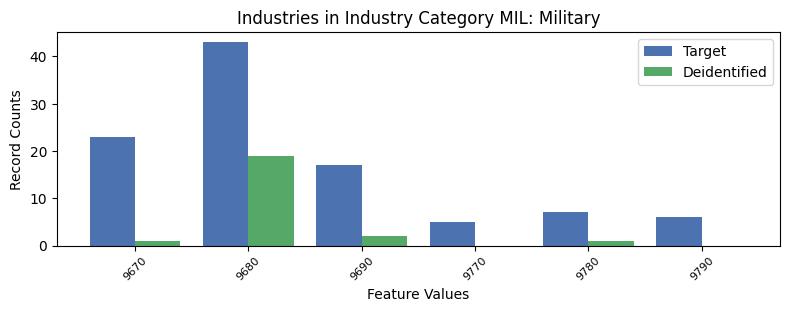 Industries in Industry Category MIL: Military
Target
Deidentified
Record Counts
40
30
20
10
0
9670
9680
9690
9770
9780
9790
Feature Values